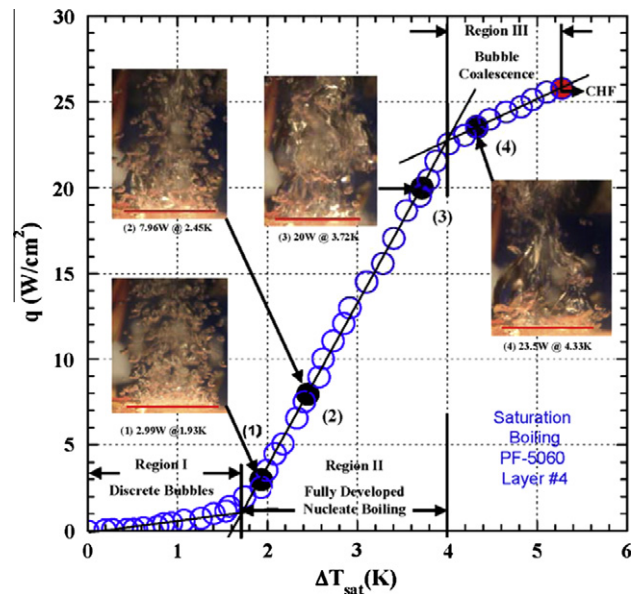 Region III
Bubble
Coalescence
CHF
(4)
(3)
(2) 7.96W @ 2.45K
(3) 20W @ 3.72K
(4) 23.5W @ 4.33K
(1) 2.99W @1.93K
(1)
(2)
Region I
Discrete Bubbles
Region II
Fully Developed
Nucleate Boiling
Saturation
Boiling
PF-5060
Layer #4
q (W/cm²)
30
25
20
15
10
5
0
0 1 2 3 4 5 6
ΔTsat(K)